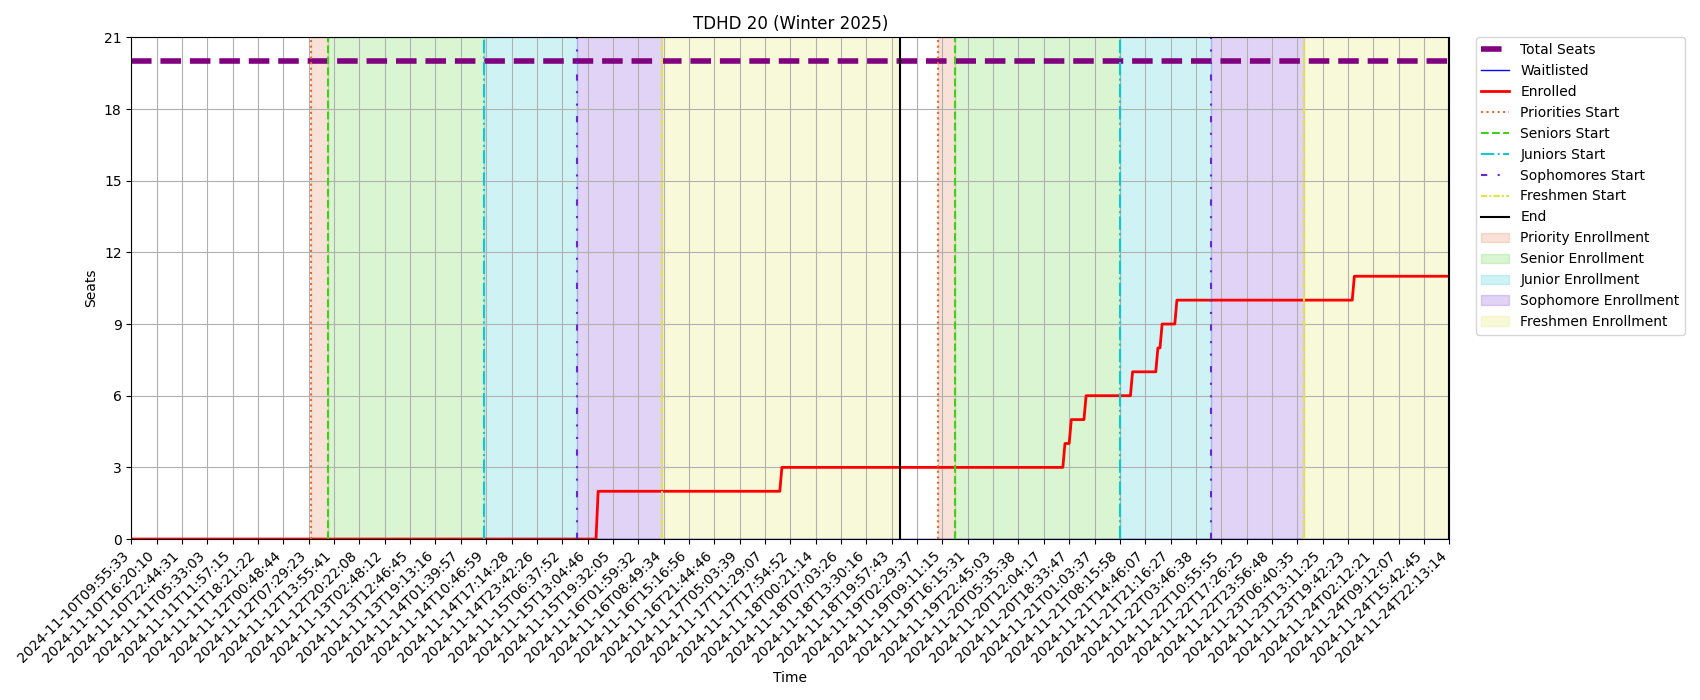 TDHD 20 (Winter 2025)
21
18
15
12
9
6
3
0
Seats
2024-11-10T09:55:33
2024-11-10T16:20:10
2024-11-10T22:44:31
2024-11-11T05:33:03
2024-11-11T11:57:15
2024-11-11T18:21:22
2024-11-12T00:48:44
2024-11-12T07:29:23
2024-11-12T13:55:41
2024-11-12T20:22:08
2024-11-13T02:48:12
2024-11-13T12:46:45
2024-11-13T19:13:16
2024-11-14T01:39:57
2024-11-14T10:46:59
2024-11-14T17:14:28
2024-11-14T23:42:26
2024-11-15T06:37:52
2024-11-15T13:04:46
2024-11-15T19:32:05
2024-11-16T01:59:32
2024-11-16T08:49:34
2024-11-16T15:16:56
2024-11-16T21:44:46
2024-11-17T05:03:39
2024-11-17T11:29:07
2024-11-17T17:54:52
2024-11-18T00:21:14
2024-11-18T07:03:26
2024-11-18T13:30:16
2024-11-18T19:57:43
2024-11-19T02:29:37
2024-11-19T09:11:15
2024-11-19T16:15:31
2024-11-19T22:45:03
2024-11-20T05:35:38
2024-11-20T12:04:17
2024-11-20T18:33:47
2024-11-21T01:03:37
2024-11-21T08:15:58
2024-11-21T14:46:07
2024-11-21T21:16:27
2024-11-22T03:46:38
2024-11-22T10:55:55
2024-11-22T17:26:25
2024-11-22T23:56:48
2024-11-23T06:40:35
2024-11-23T13:11:25
2024-11-23T19:42:23
2024-11-24T02:12:21
2024-11-24T09:12:07
2024-11-24T15:42:45
2024-11-24T22:13:14
Time
Total Seats
Waitlisted
Enrolled
Priorities Start
Seniors Start
Juniors Start
Sophomores Start
Freshmen Start
End
Priority Enrollment
Senior Enrollment
Junior Enrollment
Sophomore Enrollment
Freshmen Enrollment